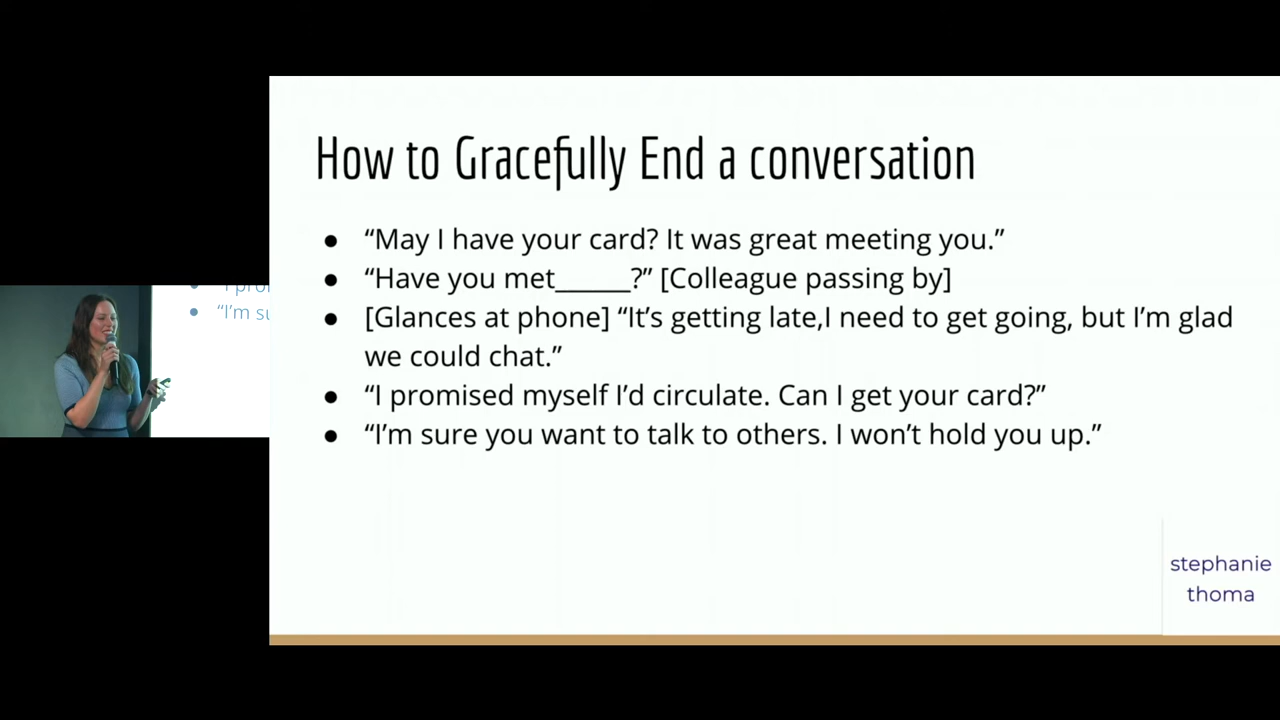 How to Gracefully End a conversation
● “May I have your card? It was great meeting you.”
● “Have you met______?” [Colleague passing by]
● [Glances at phone] “It’s getting late,I need to get going, but I’m glad
we could chat.”
● “I promised myself I’d circulate. Can I get your card?”
● “I’m sure you want to talk to others. I won’t hold you up.”
stephanie
thoma
• “I’m su